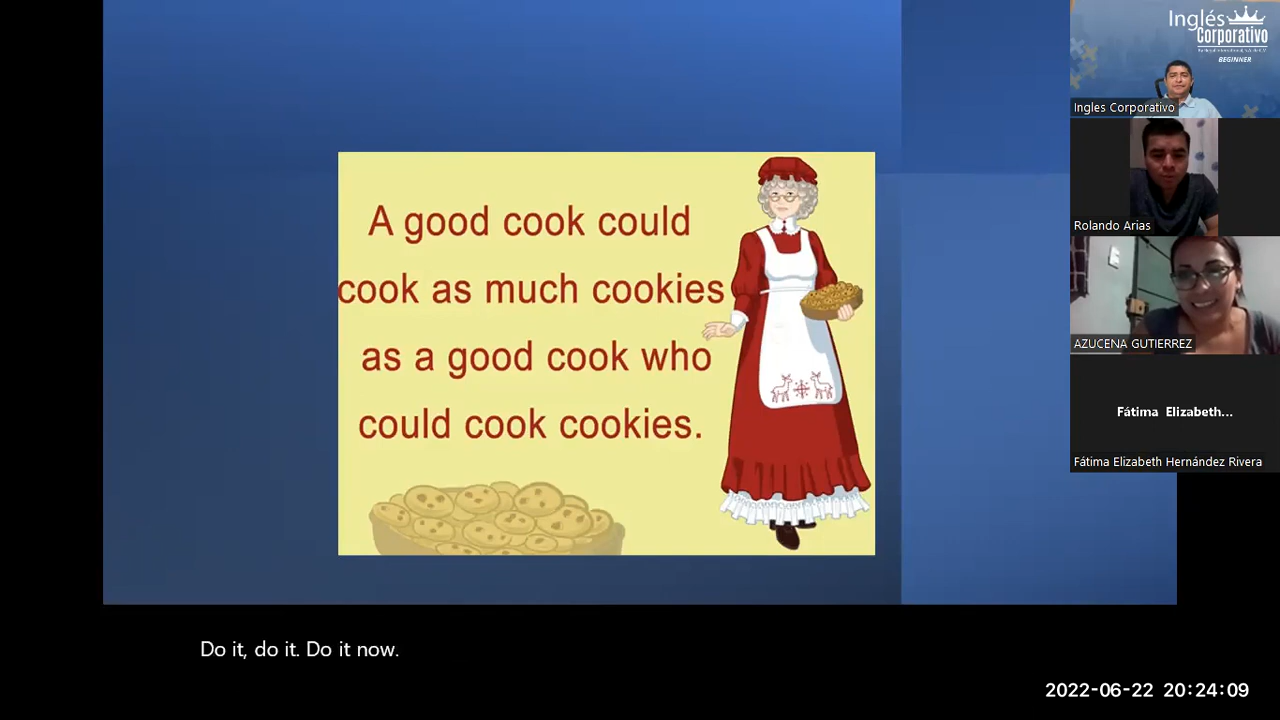 A good cook could
cook as much cookies
as a good cook who
could cook cookies.
Inglés
Corporativo
BEGINNER
Ingles Corporativo
Rolando Arias
AZUCENA GUTIERREZ
Fátima Elizabeth...
Fátima Elizabeth Hernández Rivera
Do it, do it. Do it now.
2022-06-22 20:24:09